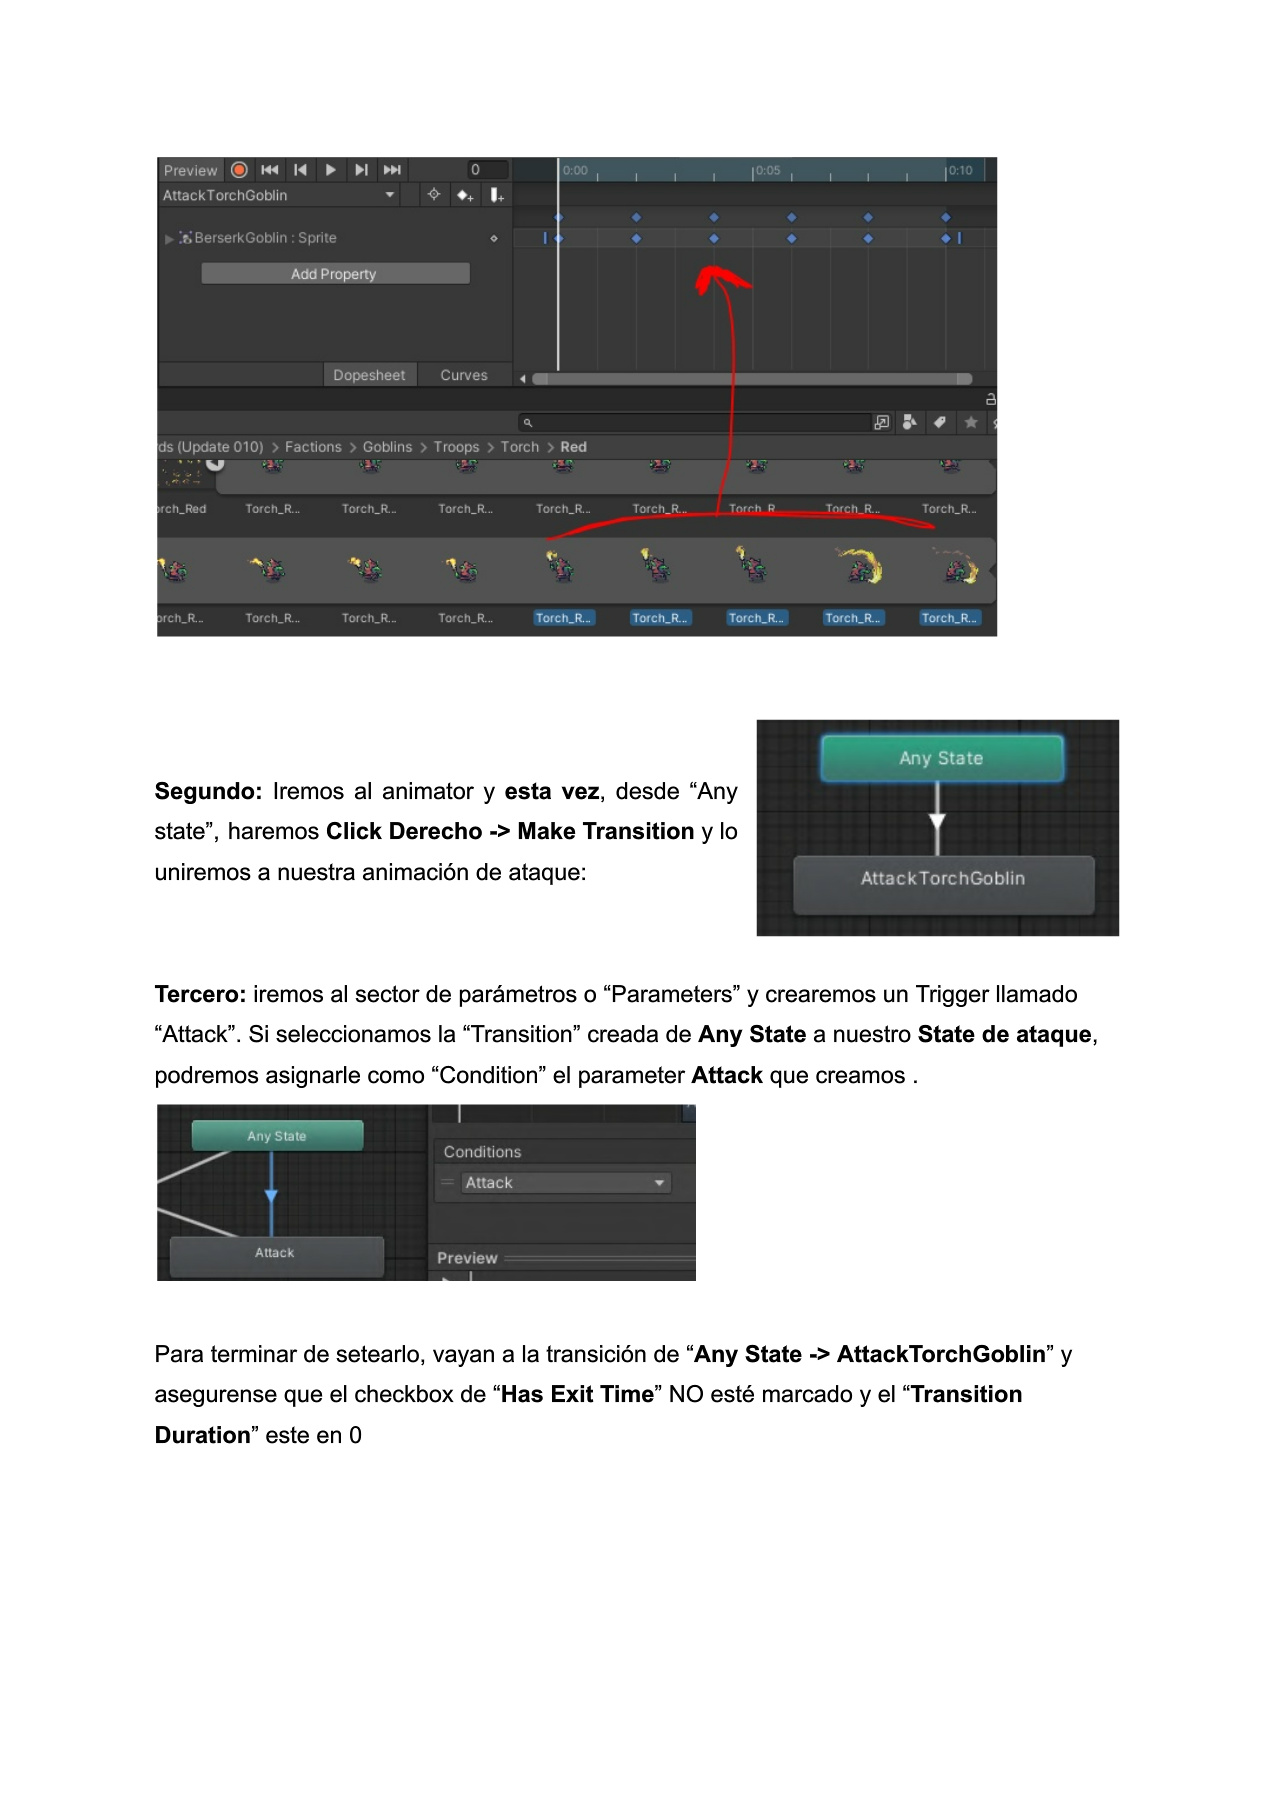 Preview 0 0:00 0:05 0:10
AttackTorchGoblin
BerserkGoblin : Sprite
Add Property
Dopesheet Curves
ds (Update 010) > Factions > Goblins > Troops > Torch > Red
orch_Red Torch_R... Torch_R... Torch_R... Torch_R... Torch_R... Torch_R Torch_R... Torch_R...
orch_R... Torch_R... Torch_R... Torch_R... Torch_R... Torch_R... Torch_R... Torch_R... Torch_R...
Any State
AttackTorchGoblin
Segundo: Iremos al animator y esta vez, desde “Any
state”, haremos Click Derecho -> Make Transition y lo
uniremos a nuestra animación de ataque:
Tercero: iremos al sector de parámetros o “Parameters” y crearemos un Trigger llamado
“Attack”. Si seleccionamos la “Transition” creada de Any State a nuestro State de ataque,
podremos asignarle como “Condition” el parameter Attack que creamos .
Any State
Attack
Conditions
Attack
Preview
Para terminar de setearlo, vayan a la transición de “Any State -> AttackTorchGoblin” y
asegurense que el checkbox de “Has Exit Time” NO esté marcado y el “Transition
Duration” este en 0